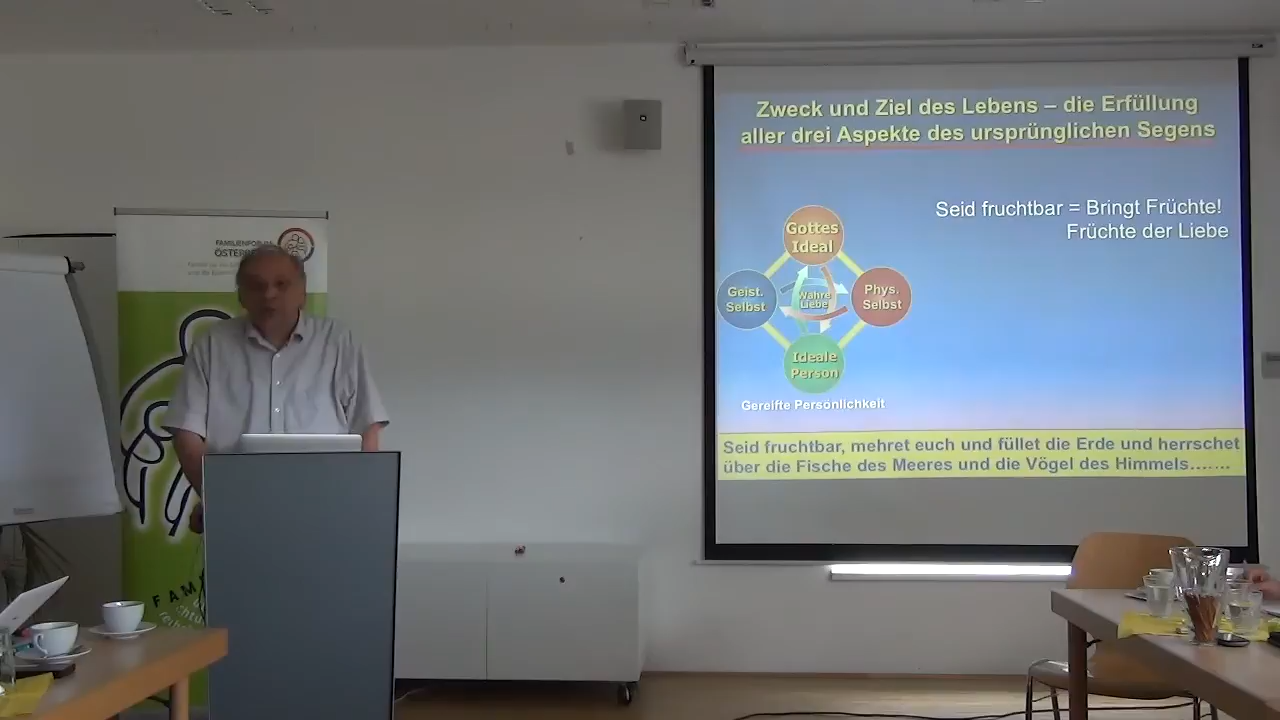 Zweck und Ziel des Lebens – die Erfüllung
aller drei Aspekte des ursprünglichen Segens
Seid fruchtbar = Bringt Früchte!
Früchte der Liebe
Gottes
Ideal
Geist.
Selbst
Wahre
Liebe
Phys.
Selbst
Ideale
Person
Gereifte Persönlichkeit
Seid fruchtbar, mehret euch und füllet die Erde und herrschet
über die Fische des Meeres und die Vögel des Himmels.......
FAMILIENFORUM